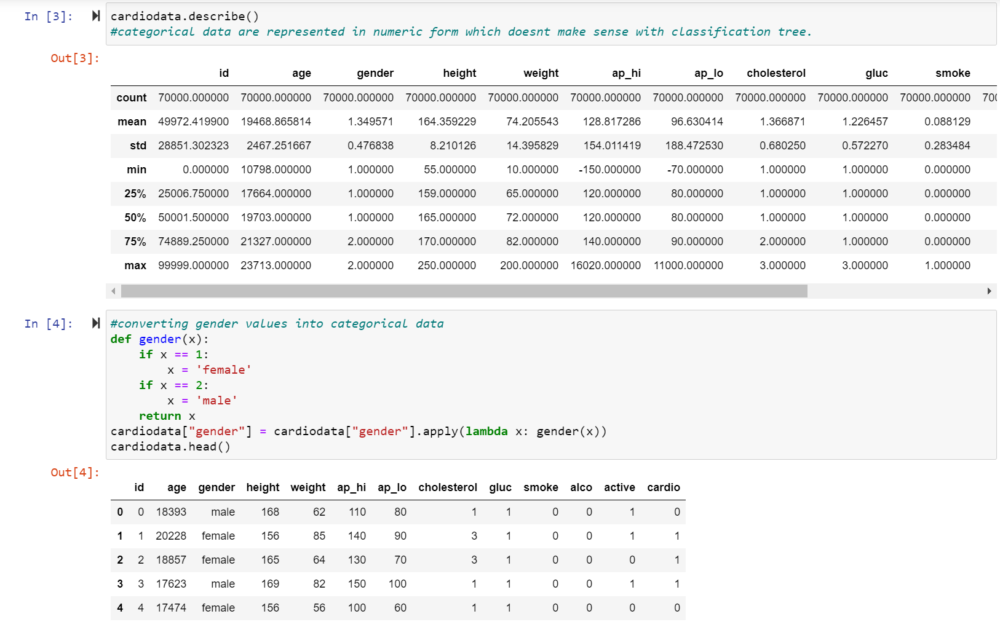 In [3]:
cardiodata.describe()
#categorical data are represented in numeric form which doesnt make sense with classification tree.
Out[3]:
id age gender height weight ap_hi ap_lo cholesterol gluc smoke
count 70000.000000 70000.000000 70000.000000 70000.000000 70000.000000 70000.000000 70000.000000 70000.000000 70000.000000 70000.000000
mean 49972.419900 19468.865814 1.349571 164.359229 74.205543 128.817286 96.630414 1.366871 1.226457 0.088129
std 28851.302323 2467.251667 0.476838 8.210126 14.395829 154.011419 188.472530 0.680250 0.572270 0.283484
min 0.000000 10798.000000 1.000000 55.000000 10.000000 -150.000000 -70.000000 1.000000 1.000000 0.000000
25% 25006.750000 17664.000000 1.000000 159.000000 65.000000 120.000000 80.000000 1.000000 1.000000 0.000000
50% 50001.500000 19703.000000 1.000000 165.000000 72.000000 120.000000 80.000000 1.000000 1.000000 0.000000
75% 74889.250000 21327.000000 2.000000 170.000000 82.000000 140.000000 90.000000 2.000000 1.000000 0.000000
max 99999.000000 23713.000000 2.000000 250.000000 200.000000 16020.000000 11000.000000 3.000000 3.000000 1.000000
In [4]:
#converting gender values into categorical data
def gender(x):
    if x == 1:
        x = 'female'
    if x == 2:
        x = 'male'
    return x
cardiodata["gender"] = cardiodata["gender"].apply(lambda x: gender(x))
cardiodata.head()
Out[4]:
id age gender height weight ap_hi ap_lo cholesterol gluc smoke alco active cardio
0 0 18393 male 168 62 110 80 1 1 0 0 1 0
1 1 20228 female 156 85 140 90 3 1 0 0 1 1
2 2 18857 female 165 64 130 70 3 1 0 0 0 1
3 3 17623 male 169 82 150 100 1 1 0 0 1 1
4 4 17474 female 156 56 100 60 1 1 0 0 0 0